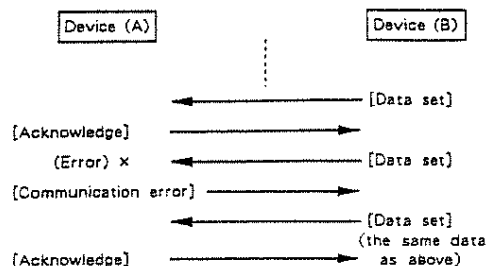 Device (A)
Device (B)
[Data set]
[Acknowledge]
(Error) ×
[Data set]
[Communication error]
[Data set]
(the same data
as above)
[Acknowledge]